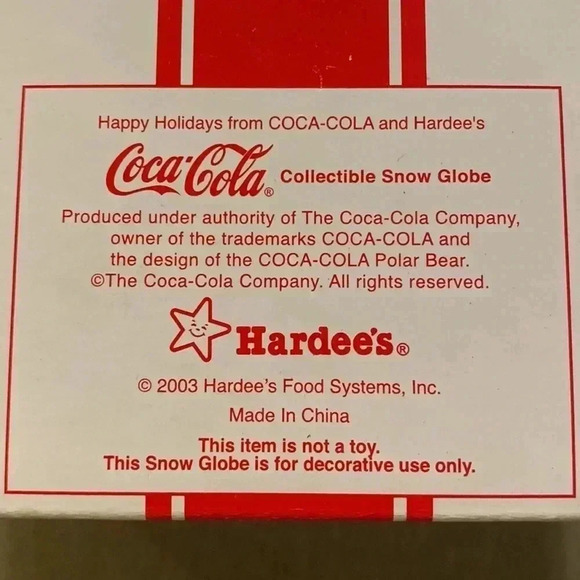 Happy Holidays from COCA-COLA and Hardee's
Coca-Cola® Collectible Snow Globe
Produced under authority of The Coca-Cola Company,
owner of the trademarks COCA-COLA and
the design of the COCA-COLA Polar Bear.
©The Coca-Cola Company. All rights reserved.
Hardee's®
© 2003 Hardee's Food Systems, Inc.
Made In China
This item is not a toy.
This Snow Globe is for decorative use only.